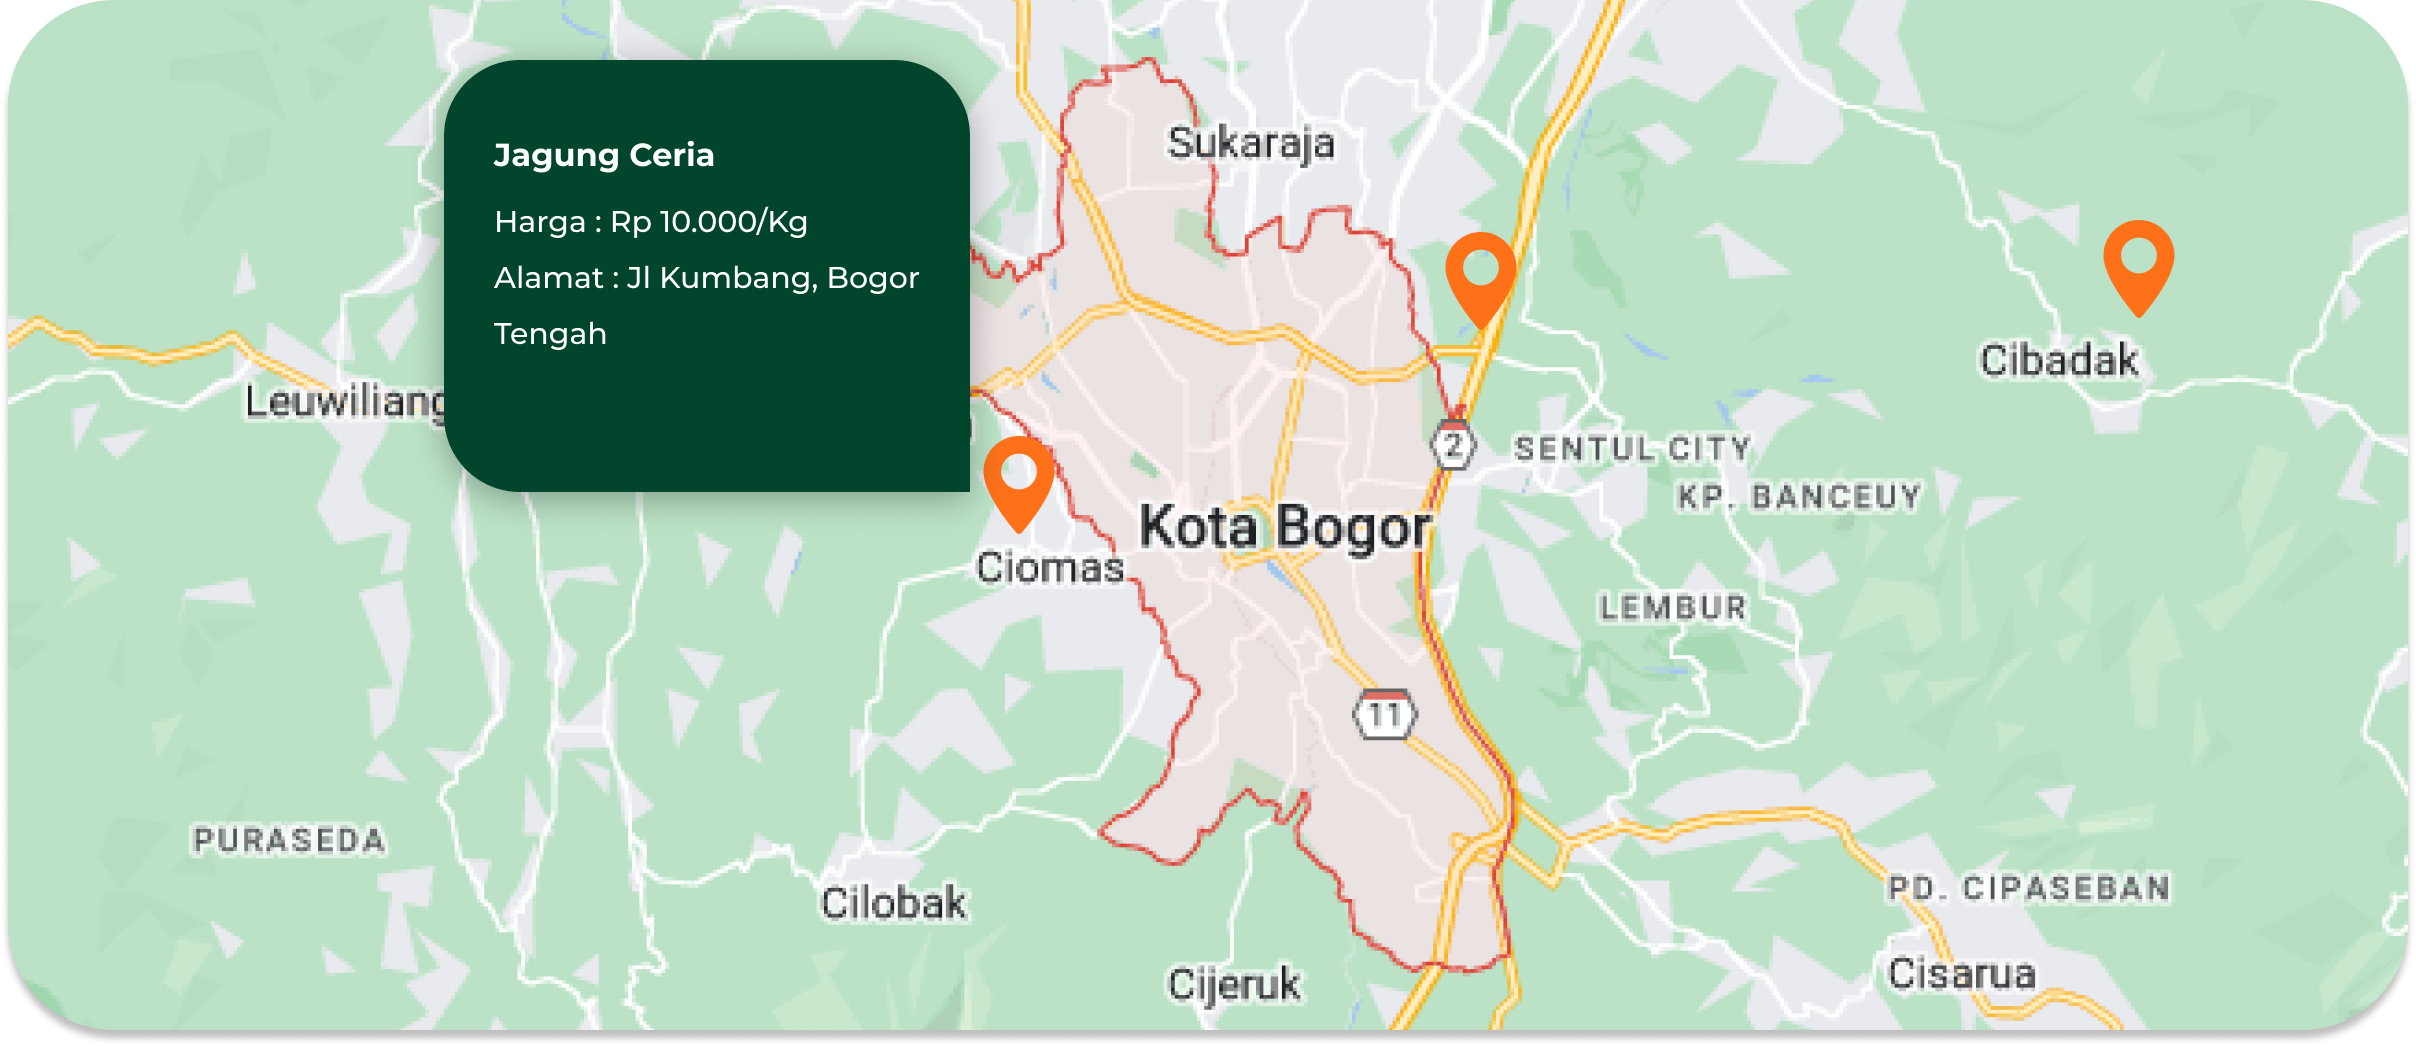 Jagung Ceria
Harga : Rp 10.000/Kg
Alamat : Jl Kumbang, Bogor
Tengah
Sukaraja
Cibadak
Leuwiliang
2
SENTUL CITY
KP. BANCEUY
Kota Bogor
Ciomas
LEMBUR
11
PURASEDA
PD. CIPASEBAN
Cilobak
Cisarua
Cijeruk